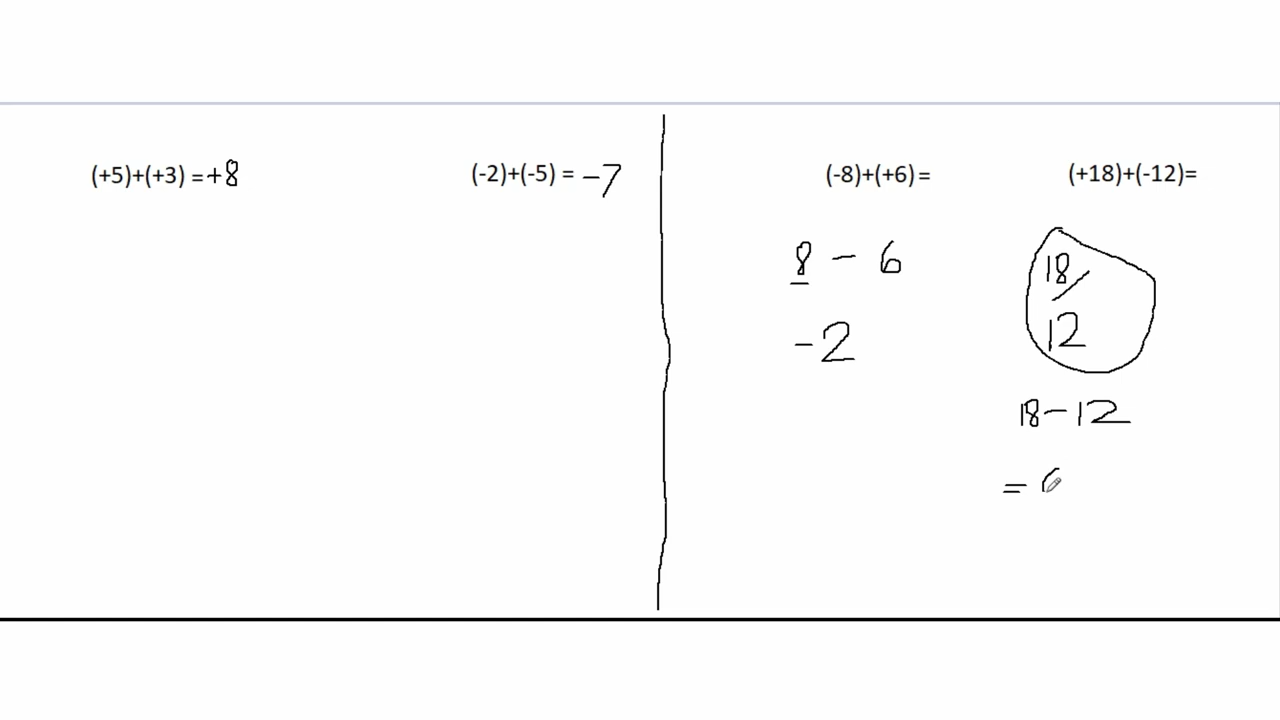 (+5)+(+3) = +8
(-2)+(-5) = -7
(-8)+(+6) =
8 - 6
-2
(+18)+(-12)=
18
12
18-12
= 6